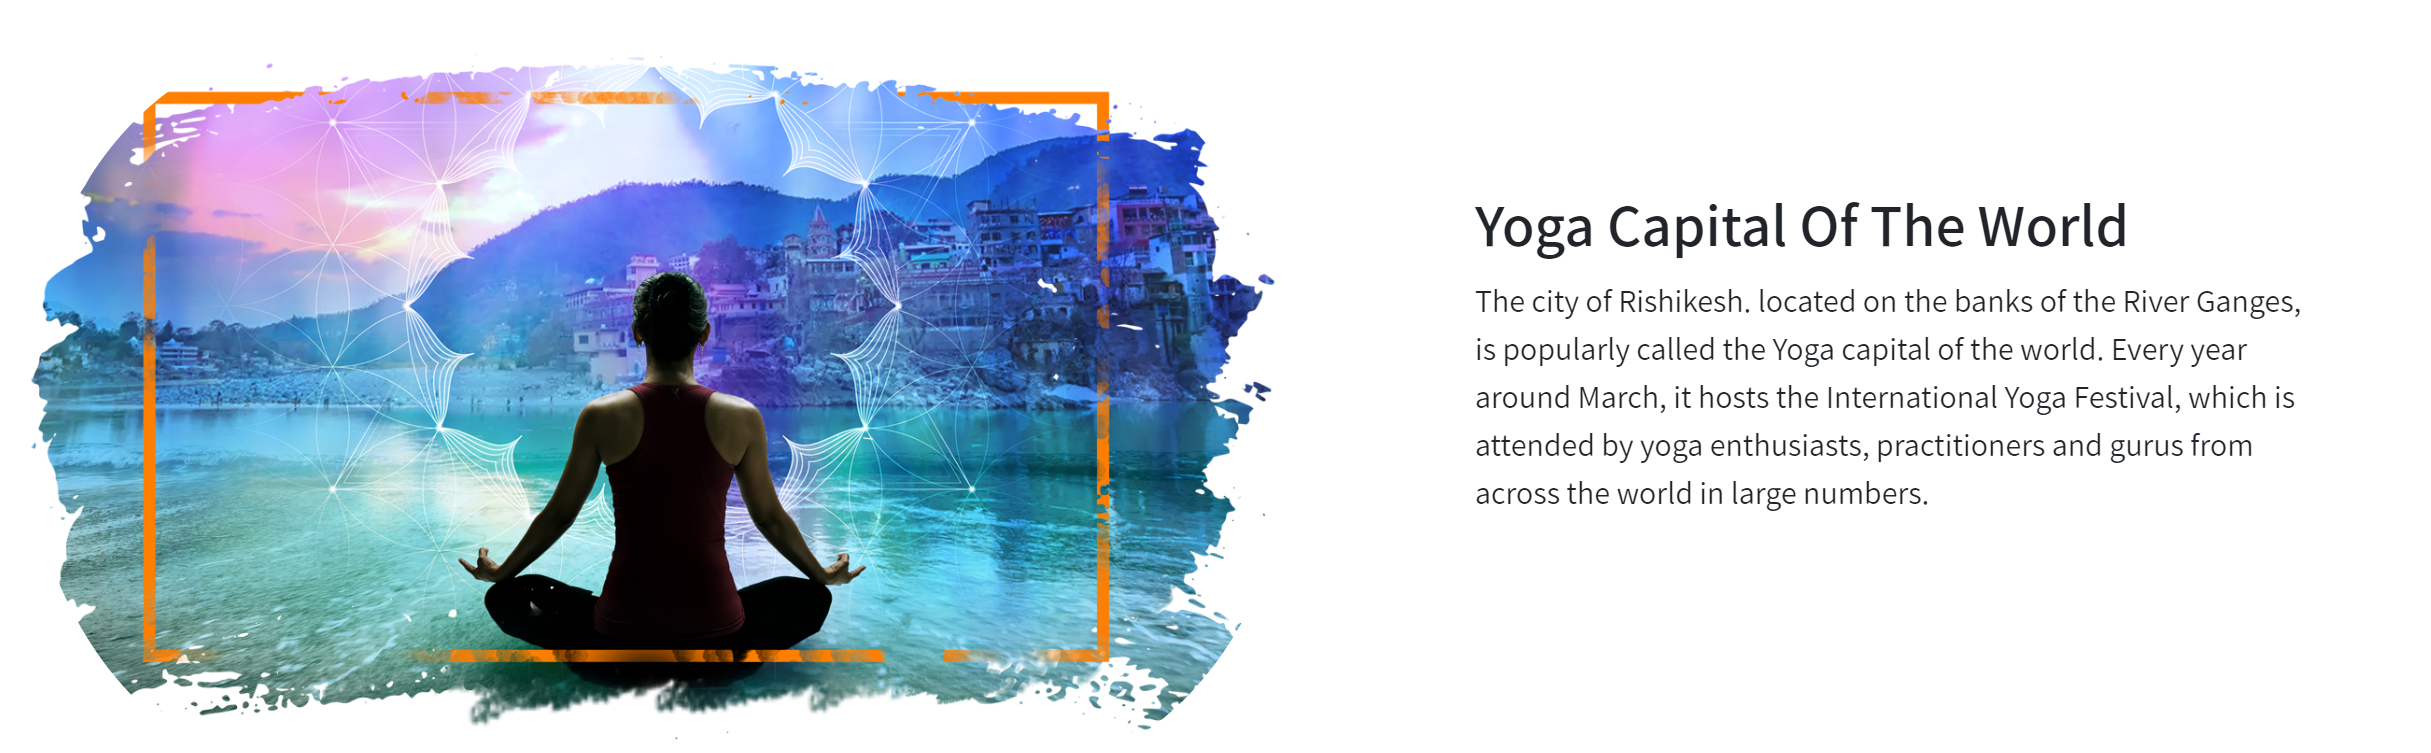 Yoga Capital Of The World
The city of Rishikesh. located on the banks of the River Ganges,
is popularly called the Yoga capital of the world. Every year
around March, it hosts the International Yoga Festival, which is
attended by yoga enthusiasts, practitioners and gurus from
across the world in large numbers.